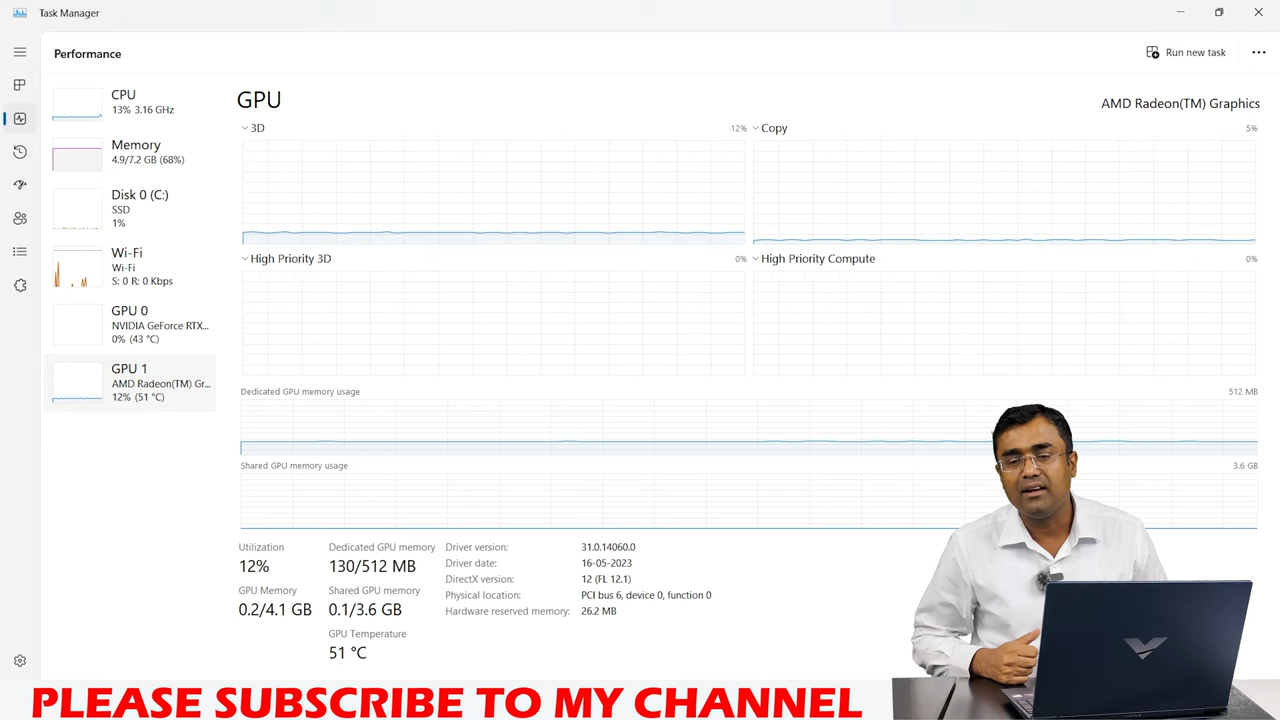 Task Manager
Performance
Run new task
CPU
13% 3.16 GHz
Memory
4.9/7.2 GB (68%)
Disk 0 (C:)
SSD
1%
Wi-Fi
Wi-Fi
S: 0 R: 0 Kbps
GPU 0
NVIDIA GeForce RTX...
0% (43 °C)
GPU 1
AMD Radeon(TM) Gr...
12% (51 °C)
GPU
AMD Radeon(TM) Graphics
3D 12%
Copy 5%
High Priority 3D 0%
High Priority Compute 0%
Dedicated GPU memory usage 512 MB
Shared GPU memory usage 3.6 GB
Utilization
12%
Dedicated GPU memory
130/512 MB
GPU Memory
0.2/4.1 GB
Shared GPU memory
0.1/3.6 GB
GPU Temperature
51 °C
Driver version: 31.0.14060.0
Driver date: 16-05-2023
DirectX version: 12 (FL 12.1)
Physical location: PCI bus 6, device 0, function 0
Hardware reserved memory: 26.2 MB
PLEASE SUBSCRIBE TO MY CHANNEL